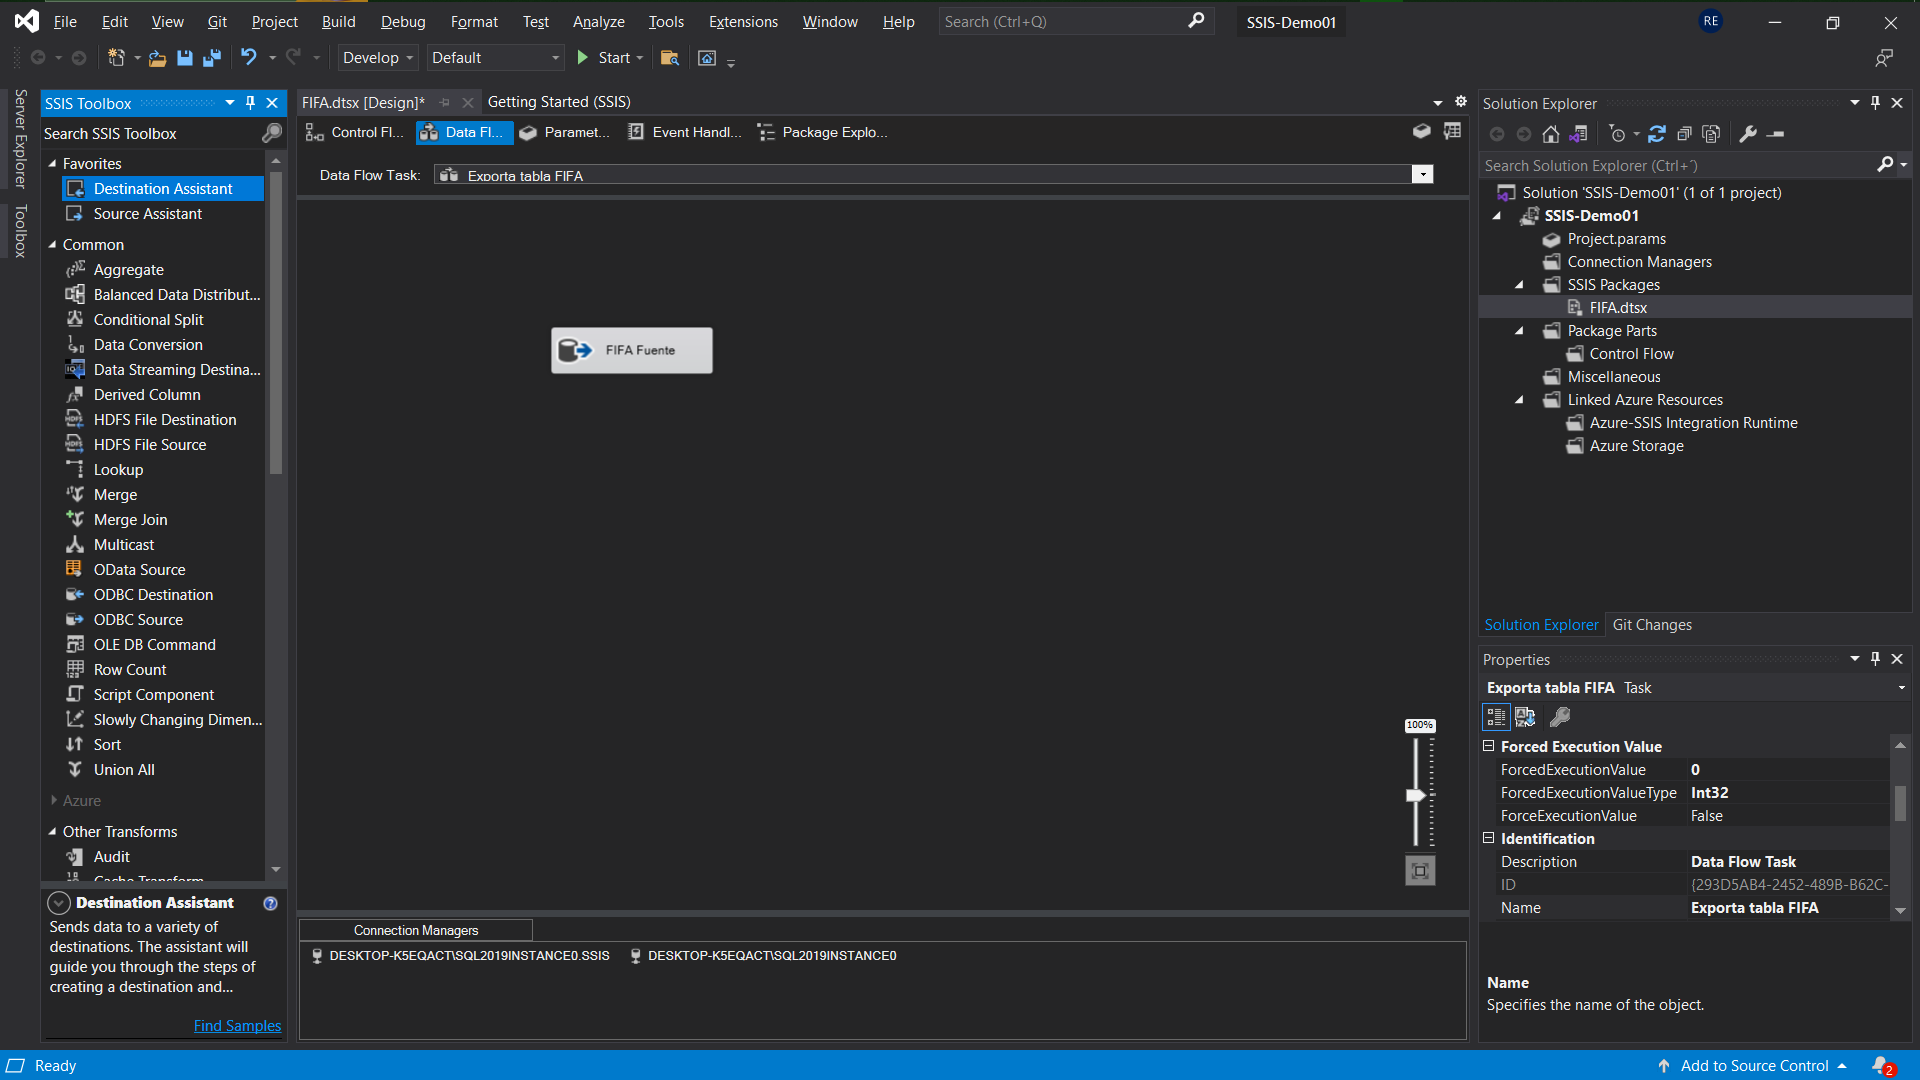 File Edit View Git Project Build Debug Format Test Analyze Tools Extensions Window Help Search (Ctrl+Q) SSIS-Demo01 RE
Develop Default Start
Server Explorer
Toolbox
SSIS Toolbox
Search SSIS Toolbox
Favorites
Destination Assistant
Source Assistant
Common
Aggregate
Balanced Data Distribut...
Conditional Split
Data Conversion
Data Streaming Destina...
Derived Column
HDFS File Destination
HDFS File Source
Lookup
Merge
Merge Join
Multicast
OData Source
ODBC Destination
ODBC Source
OLE DB Command
Row Count
Script Component
Slowly Changing Dimen...
Sort
Union All
Azure
Other Transforms
Audit
Cache Transform
Destination Assistant
Sends data to a variety of
destinations. The assistant will
guide you through the steps of
creating a destination and...
Find Samples
FIFA.dtsx [Design]* Getting Started (SSIS)
Control Fl... Data Fl... Paramet... Event Handl... Package Explo...
Data Flow Task: Exporta tabla FIFA
FIFA Fuente
100%
Connection Managers
DESKTOP-K5EQACT\SQL2019INSTANCE0.SSIS DESKTOP-K5EQACT\SQL2019INSTANCE0
Solution Explorer
Search Solution Explorer (Ctrl+´)
Solution 'SSIS-Demo01' (1 of 1 project)
SSIS-Demo01
Project.params
Connection Managers
SSIS Packages
FIFA.dtsx
Package Parts
Control Flow
Miscellaneous
Linked Azure Resources
Azure-SSIS Integration Runtime
Azure Storage
Solution Explorer Git Changes
Properties
Exporta tabla FIFA Task
Forced Execution Value
ForcedExecutionValue 0
ForcedExecutionValueType Int32
ForceExecutionValue False
Identification
Description Data Flow Task
ID {293D5AB4-2452-489B-B62C-
Name Exporta tabla FIFA
Name
Specifies the name of the object.
Ready Add to Source Control 2